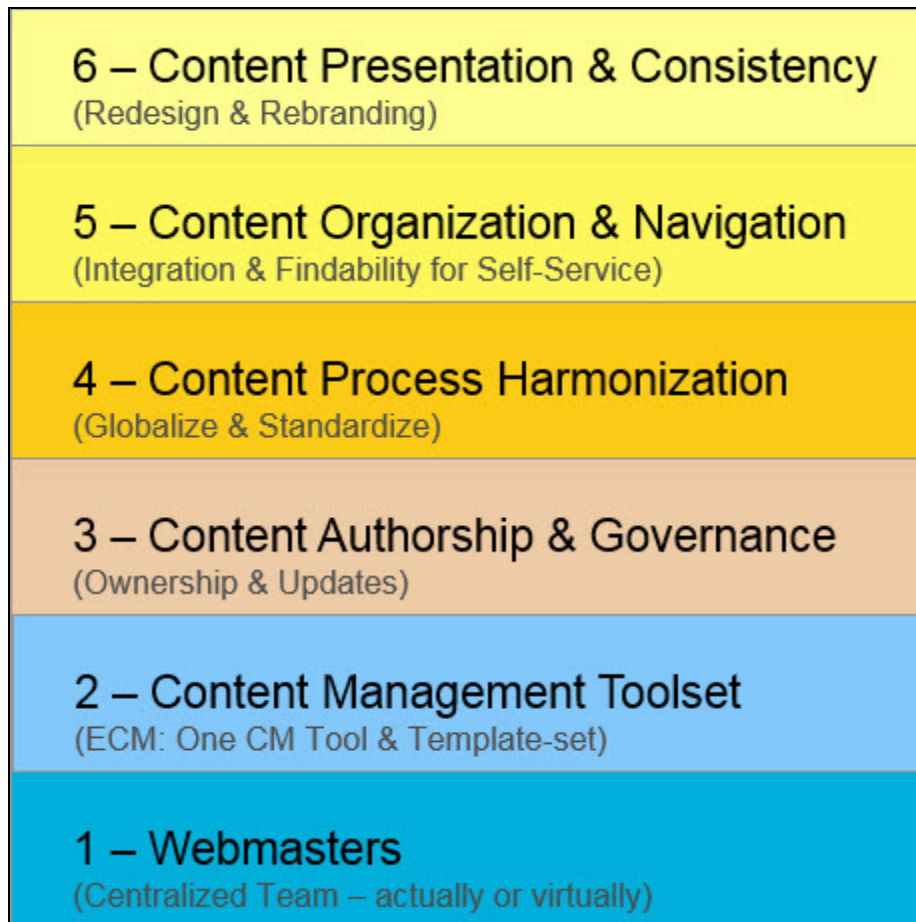 6 – Content Presentation & Consistency
(Redesign & Rebranding)
5 – Content Organization & Navigation
(Integration & Findability for Self-Service)
4 – Content Process Harmonization
(Globalize & Standardize)
3 – Content Authorship & Governance
(Ownership & Updates)
2 – Content Management Toolset
(ECM: One CM Tool & Template-set)
1 – Webmasters
(Centralized Team – actually or virtually)